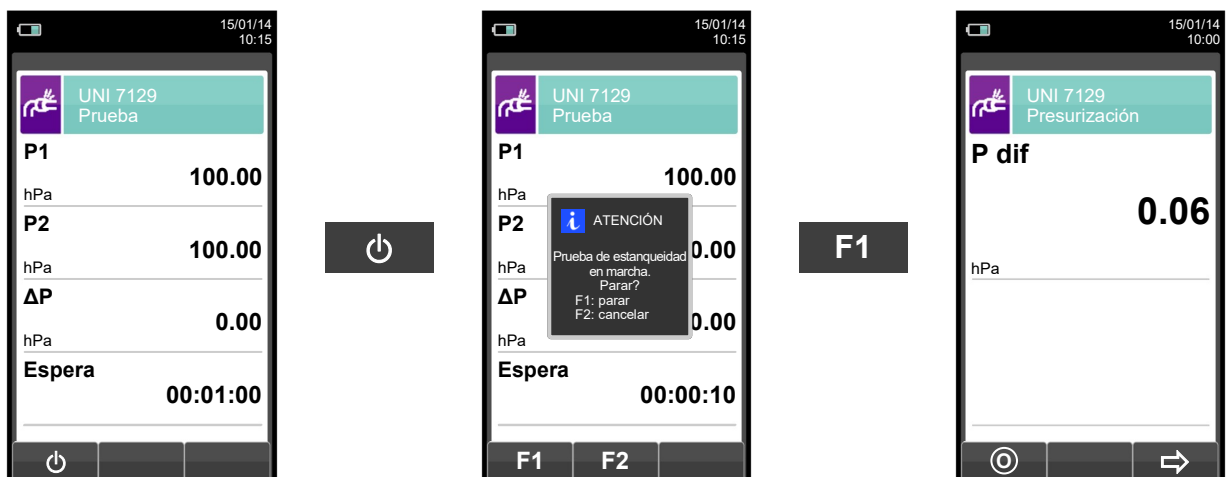 15/01/14
10:15
UNI 7129
Prueba
P1
100.00
hPa
P2
100.00
hPa
ΔP
0.00
hPa
Espera
00:01:00
15/01/14
10:15
UNI 7129
Prueba
P1
100.00
hPa
P2
0.00
hPa
ΔP
0.00
hPa
Espera
00:00:10
i ATENCIÓN
Prueba de estanqueidad
en marcha.
Parar?
F1: parar
F2: cancelar
F1 F2
F1
15/01/14
10:00
UNI 7129
Presurización
P dif
0.06
hPa